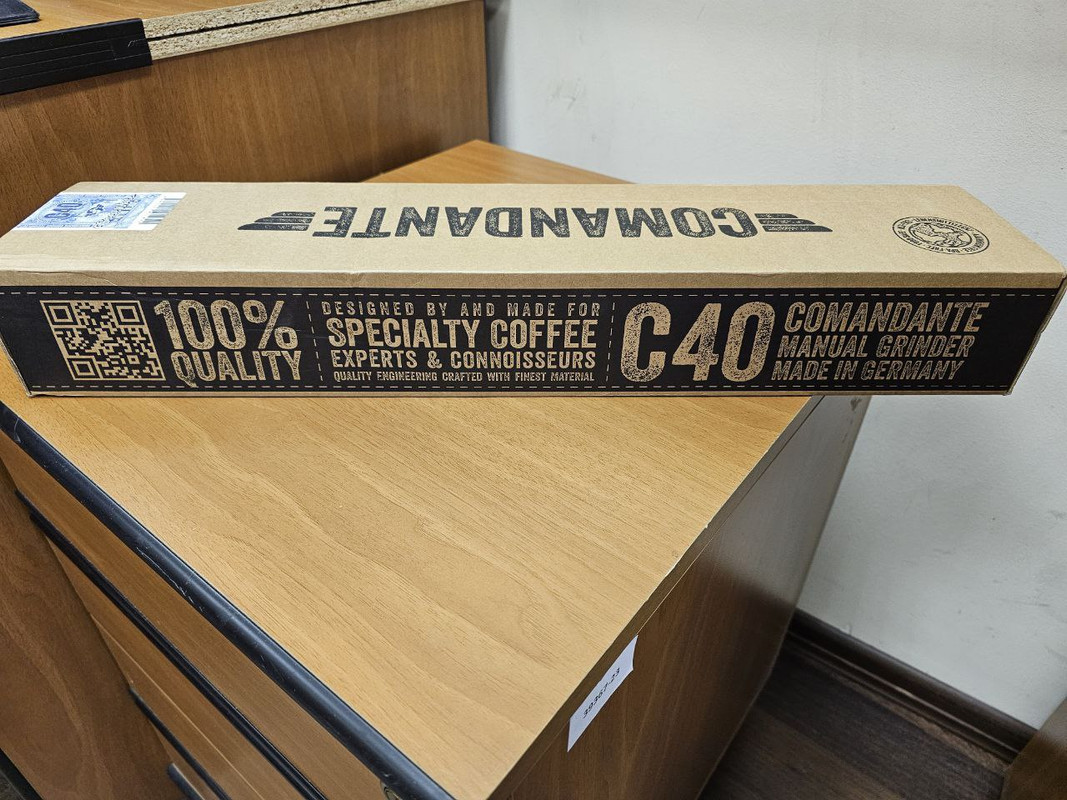 COMANDANTE
100%
QUALITY
DESIGNED BY AND MADE FOR
SPECIALTY COFFEE
EXPERTS & CONNOISSEURS
QUALITY ENGINEERING CRAFTED WITH FINEST MATERIAL
C40
COMANDANTE
MANUAL GRINDER
MADE IN GERMANY